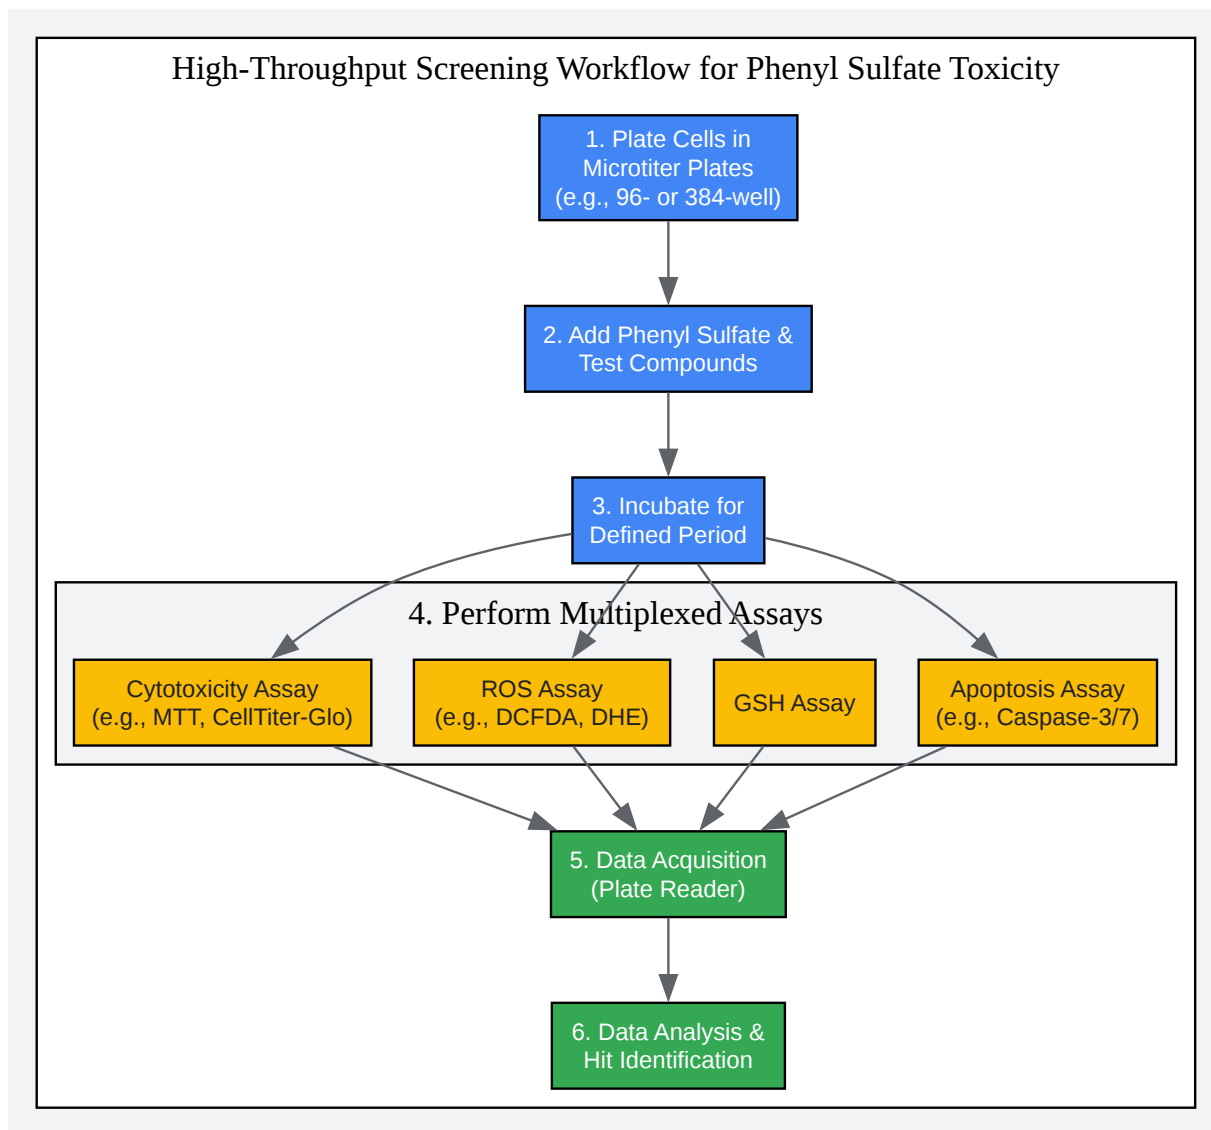 High-Throughput Screening Workflow for Phenyl Sulfate Toxicity
1. Plate Cells in
Microtiter Plates
(e.g., 96- or 384-well)
2. Add Phenyl Sulfate &
Test Compounds
3. Incubate for
Defined Period
4. Perform Multiplexed Assays
Cytotoxicity Assay
(e.g., MTT, CellTiter-Glo)
ROS Assay
(e.g., DCFDA, DHE)
GSH Assay
Apoptosis Assay
(e.g., Caspase-3/7)
5. Data Acquisition
(Plate Reader)
6. Data Analysis &
Hit Identification